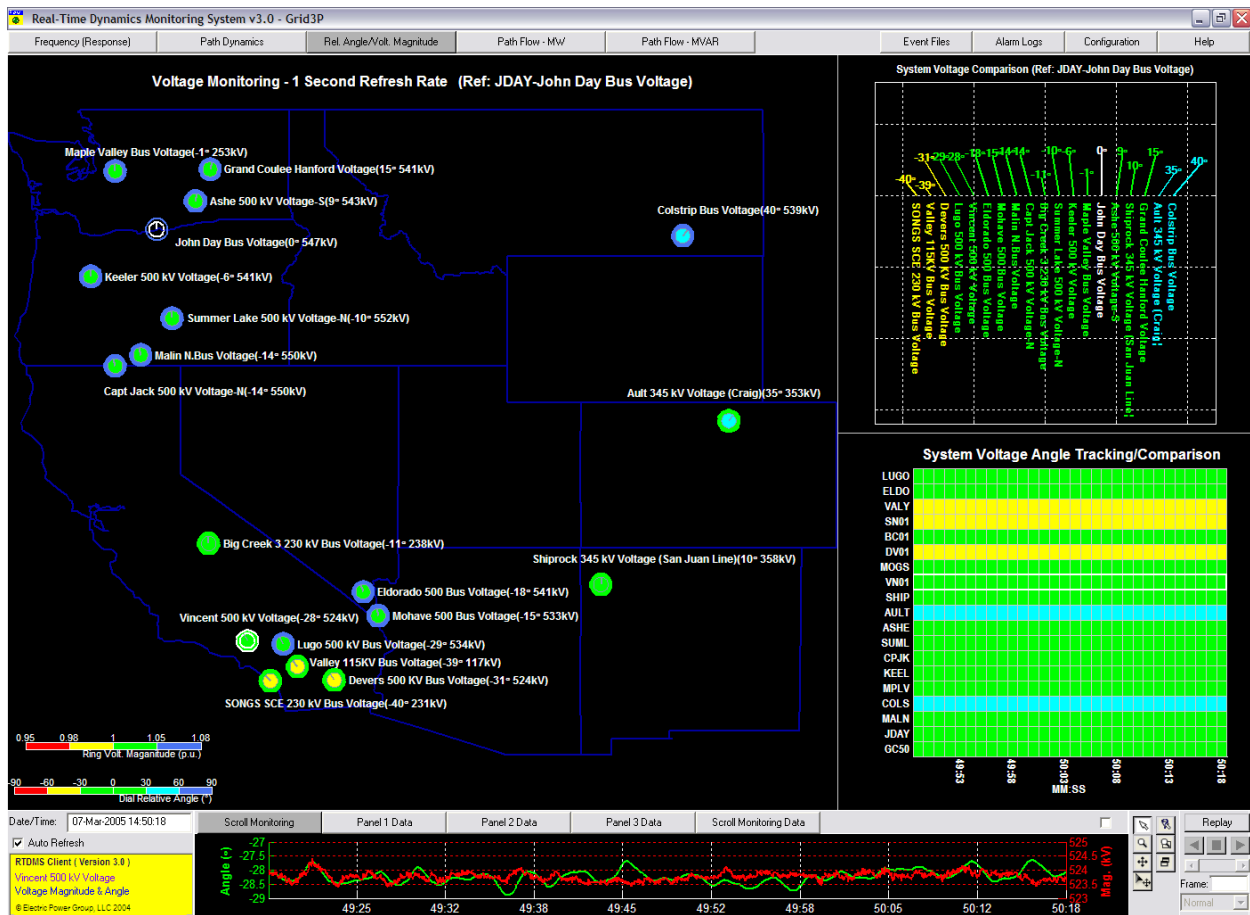 Real-Time Dynamics Monitoring System v3.0 - Grid3P
Frequency (Response) Path Dynamics Rel. Angle/Volt. Magnitude Path Flow - MW Path Flow - MVAR Event Files Alarm Logs Configuration Help
Voltage Monitoring - 1 Second Refresh Rate (Ref: JDAY-John Day Bus Voltage)
Maple Valley Bus Voltage(-1° 253kV)
Grand Coulee Hanford Voltage(15° 541kV)
Ashe 500 kV Voltage-S(9° 543kV)
Colstrip Bus Voltage(40° 539kV)
John Day Bus Voltage(0° 547kV)
Keeler 500 kV Voltage(-6° 541kV)
Summer Lake 500 kV Voltage-N(-10° 552kV)
Malin N.Bus Voltage(-14° 550kV)
Capt Jack 500 kV Voltage-N(-14° 550kV)
Ault 345 kV Voltage (Craig)(35° 353kV)
Big Creek 3 230 kV Bus Voltage(-11° 238kV)
Shiprock 345 kV Voltage (San Juan Line)(10° 358kV)
Eldorado 500 Bus Voltage(-18° 541kV)
Mohave 500 Bus Voltage(-15° 533kV)
Vincent 500 kV Voltage(-28° 524kV)
Lugo 500 kV Bus Voltage(-29° 534kV)
Valley 115KV Bus Voltage(-39° 117kV)
Devers 500 KV Bus Voltage(-31° 524kV)
SONGS SCE 230 kV Bus Voltage(-40° 231kV)
0.95 0.98 1 1.05 1.08
Ring Volt. Maganitude (p.u.)
-90 -60 -30 0 30 60 90
Dial Relative Angle (°)
System Voltage Comparison (Ref: JDAY-John Day Bus Voltage)
-40° -39° -31° -29° -28° -18° -15° -14° -14° -11° -10° -6° -1° 0° 9° 10° 15° 35° 40°
SONGS SCE 230 kV Bus Voltage
Valley 115KV Bus Voltage
Devers 500 KV Bus Voltage
Lugo 500 kV Bus Voltage
Vincent 500 kV Voltage
Eldorado 500 Bus Voltage
Mohave 500 Bus Voltage
Malin N.Bus Voltage
Capt Jack 500 kV Voltage-N
Big Creek 3 230 kV Bus Voltage
Summer Lake 500 kV Voltage-N
Keeler 500 kV Voltage
Maple Valley Bus Voltage
John Day Bus Voltage
Ashe 500 kV Voltage-S
Shiprock 345 kV Voltage (San Juan Line)
Grand Coulee Hanford Voltage
Ault 345 kV Voltage (Craig)
Colstrip Bus Voltage
System Voltage Angle Tracking/Comparison
LUGO
ELDO
VALY
SN01
BC01
DV01
MOGS
VN01
SHIP
AULT
ASHE
SUML
CPJK
KEEL
MPLV
COLS
MALN
JDAY
GC50
49:53 49:58 50:03 50:08 50:13 50:18
MM:SS
Date/Time: 07-Mar-2005 14:50:18
Auto Refresh
RTDMS Client ( Version 3.0 )
Vincent 500 kV Voltage
Voltage Magnitude & Angle
© Electric Power Group, LLC 2004
Scroll Monitoring Panel 1 Data Panel 2 Data Panel 3 Data Scroll Monitoring Data
Angle (°)
-27
-27.5
-28
-28.5
-29
525
524.5
524
523.5
523
Mag. (kV)
49:25 49:32 49:38 49:45 49:52 49:58 50:05 50:12 50:18
Replay
Frame:
Normal